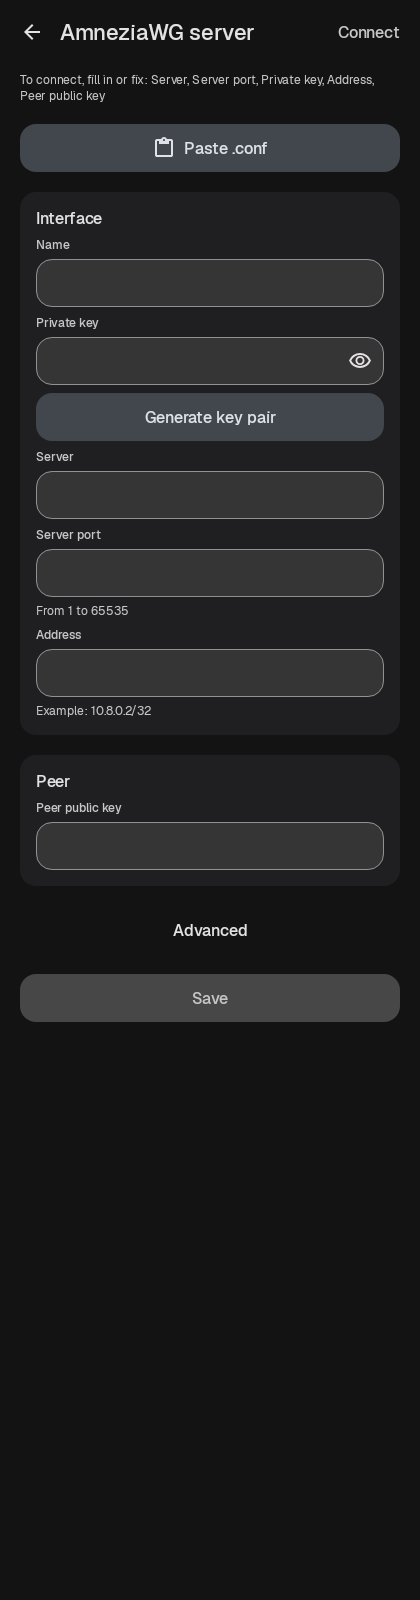 AmneziaWG server
Connect
To connect, fill in or fix: Server, Server port, Private key, Address,
Peer public key
Paste .conf
Interface
Name
Private key
Generate key pair
Server
Server port
From 1 to 65535
Address
Example: 10.8.0.2/32
Peer
Peer public key
Advanced
Save